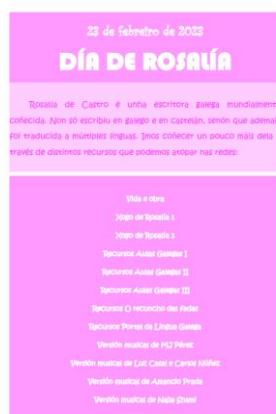 23 de febreiro de 2023
DÍA DE ROSALÍA
Rosalía de Castro é unha escritora galega mundialment
coñecida. Non só escribiu en galego e en castelán, senón que ademai
foi traducida a múltiples linguas. Imos coñecer un pouco máis dela
través de distintos recursos que podemos atopar nas redes:
Vida e obra
Xogo de Rosalía 1
Xogo de Rosalía 2
Recursos Aulas Galegas I
Recursos Aulas Galegas II
Recursos Aulas Galegas III
Recursos O recuncho das fadas
Recursos Portal da Lingua Galega
Versión musical de MJ Pérez
Versión musical de Luz Casal e Carlos Núñez
Versión musical de Amancio Prada
Versión musical de Najla Shami